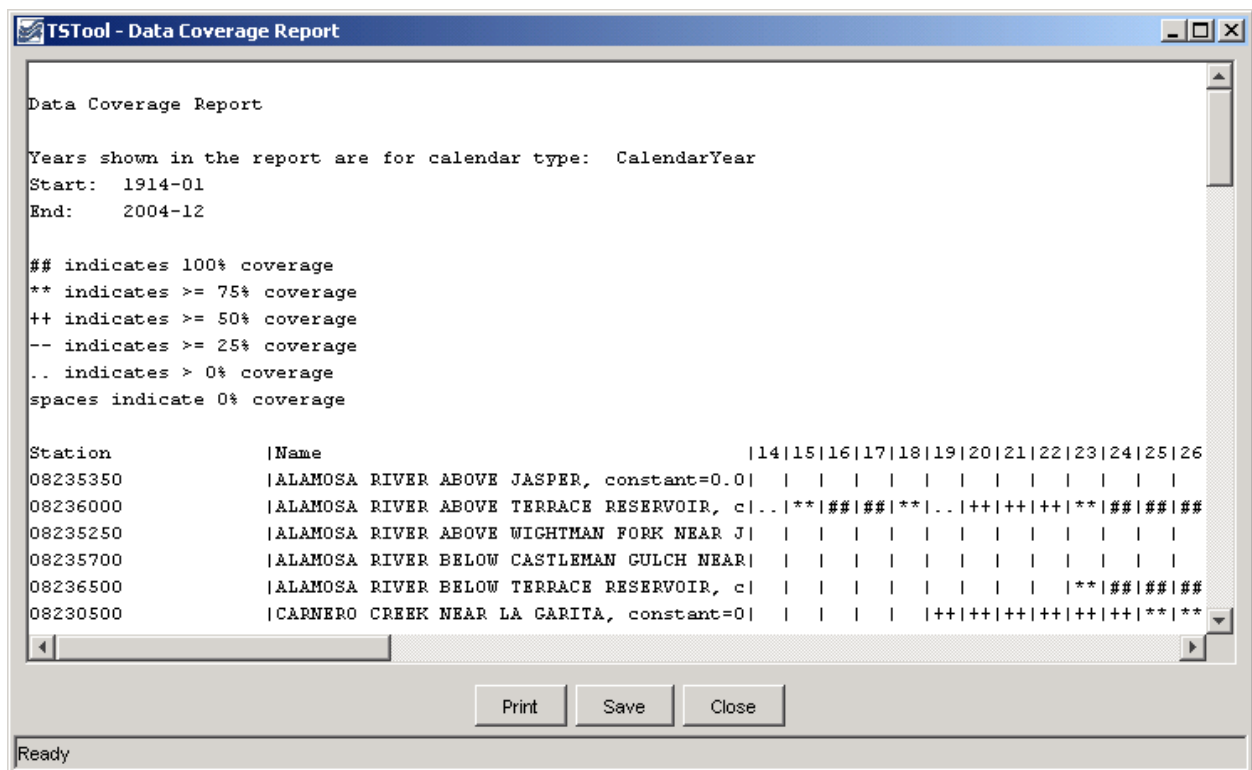 TSTool - Data Coverage Report
Data Coverage Report
Years shown in the report are for calendar type:  CalendarYear
Start:  1914-01
End:    2004-12
## indicates 100% coverage
** indicates >= 75% coverage
++ indicates >= 50% coverage
-- indicates >= 25% coverage
.. indicates > 0% coverage
spaces indicate 0% coverage
Station             |Name                                    |14|15|16|17|18|19|20|21|22|23|24|25|26
08235350            |ALAMOSA RIVER ABOVE JASPER, constant=0.0|  |  |  |  |  |  |  |  |  |  |  |  |
08236000            |ALAMOSA RIVER ABOVE TERRACE RESERVOIR, c|..|**|##|##|**|..|++|++|++|**|##|##|##
08235250            |ALAMOSA RIVER ABOVE WIGHTMAN FORK NEAR J|  |  |  |  |  |  |  |  |  |  |  |  |
08235700            |ALAMOSA RIVER BELOW CASTLEMAN GULCH NEAR|  |  |  |  |  |  |  |  |  |  |  |  |
08236500            |ALAMOSA RIVER BELOW TERRACE RESERVOIR, c|  |  |  |  |  |  |  |  |  |**|##|##|##
08230500            |CARNERO CREEK NEAR LA GARITA, constant=0|  |  |  |  |  |++|++|++|++|++|++|**|**
Print Save Close
Ready